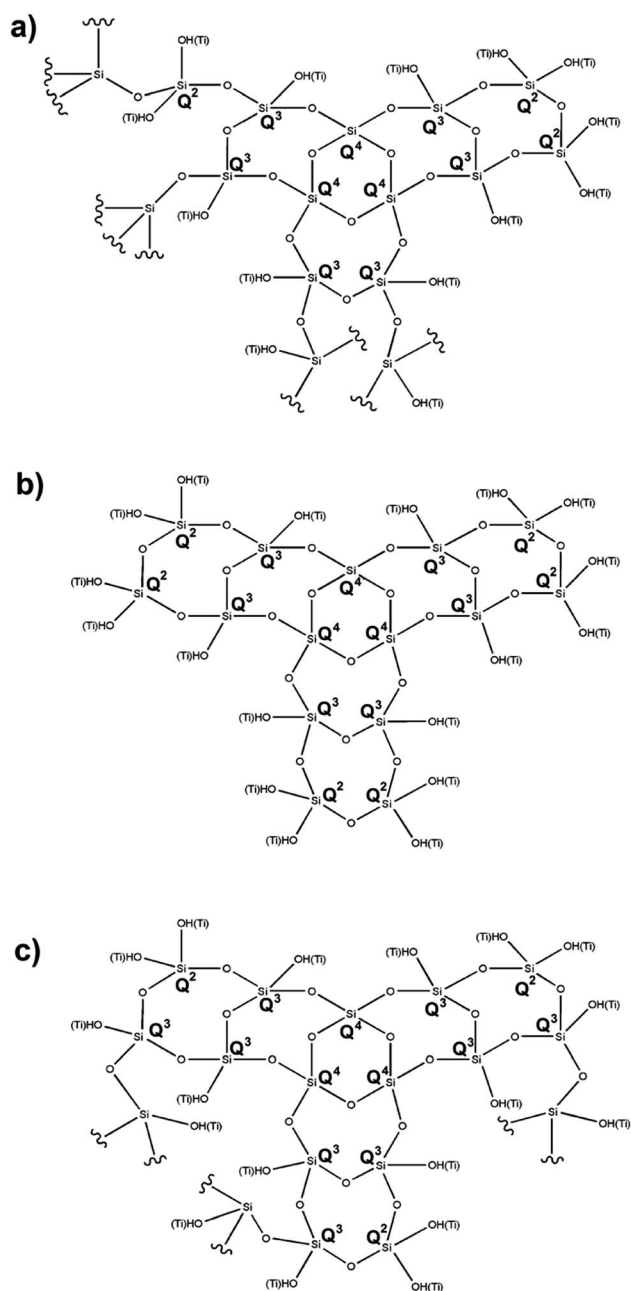 a)
OH(Ti)
(Ti)HO OH(Ti)
Si OH(Ti) (Ti)HO
O Si O Si O
Q² Q²
(Ti)HO Si O O Si O OH(Ti)
Q³ Si Q³
O O Q⁴ O O Q²
Q³ Q³ Si
Si O Si O O Si O
O Q⁴ Q⁴ O
Si (Ti)HO Si Si OH(Ti) OH(Ti)
O
O O
Q³ Q³
(Ti)HO Si Si OH(Ti)
O
O O
(Ti)HO
Si Si
OH(Ti)
b)
OH(Ti) (Ti)HO OH(Ti)
(Ti)HO OH(Ti) (Ti)HO
Si O Si O Si
Q² Q²
O Si O O Si O
Q³ Q³ OH(Ti)
(Ti)HO O Si O O
Q² Q³ Q⁴ Q³ Q²
Si O O O Si
(Ti)HO O Si O O Si O OH(Ti)
(Ti)HO Q⁴ Q⁴ OH(Ti)
Si Si
O
O O
Q³ Q³
(Ti)HO Si Si OH(Ti)
O
O O
(Ti)HO Q² Q² OH(Ti)
Si Si
O
(Ti)HO OH(Ti)
c)
OH(Ti) (Ti)HO OH(Ti)
(Ti)HO OH(Ti) (Ti)HO
Si O Si O Si
Q² Q²
O Si O O Si O
Q³ Q³ OH(Ti)
(Ti)HO O Si O O
Q³ Q³ Q⁴ Q³ Q³
Si O O O Si
O Si O O Si O
O (Ti)HO Q⁴ Q⁴ OH(Ti) O
Si Si Si Si
OH(Ti) O OH(Ti)
O O
Q³ Q³
(Ti)HO Si Si OH(Ti)
O
Si O O
(Ti)HO O Q³ Q² OH(Ti)
Si Si
O
(Ti)HO OH(Ti)